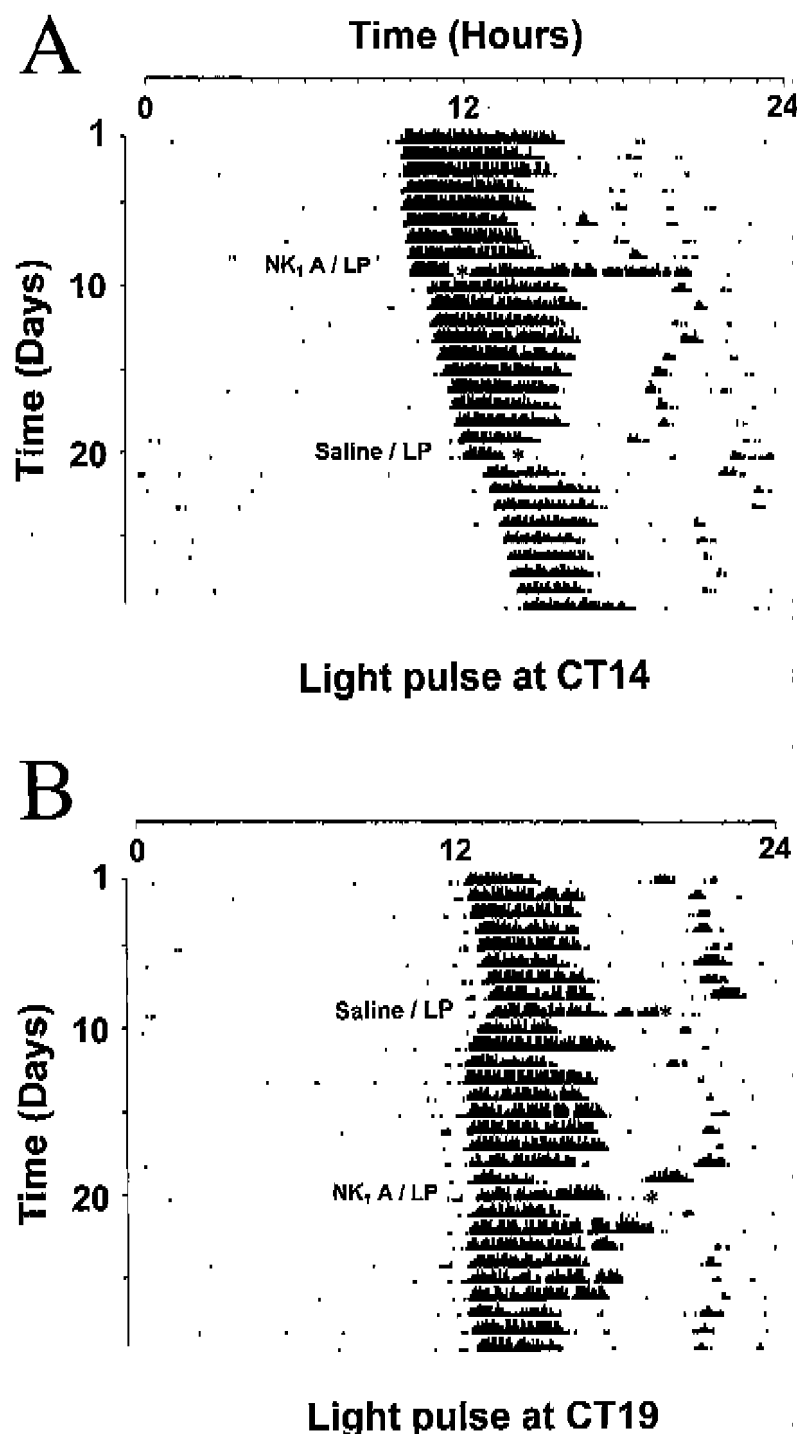 A
Time (Hours)
0 12 24
1
NK₁ A / LP
10
Time (Days)
Saline / LP *
20
Light pulse at CT14
B
0 12 24
1
Saline / LP *
10
Time (Days)
NK₁ A / LP *
20
Light pulse at CT19